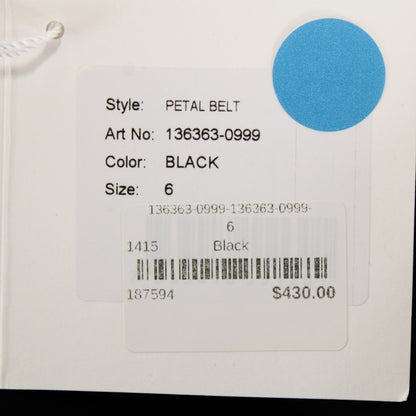 Style: PETAL BELT
Art No: 136363-0999
Color: BLACK
Size: 6
136363-0999-136363-0999-
6
1415 Black
187594 $430.00